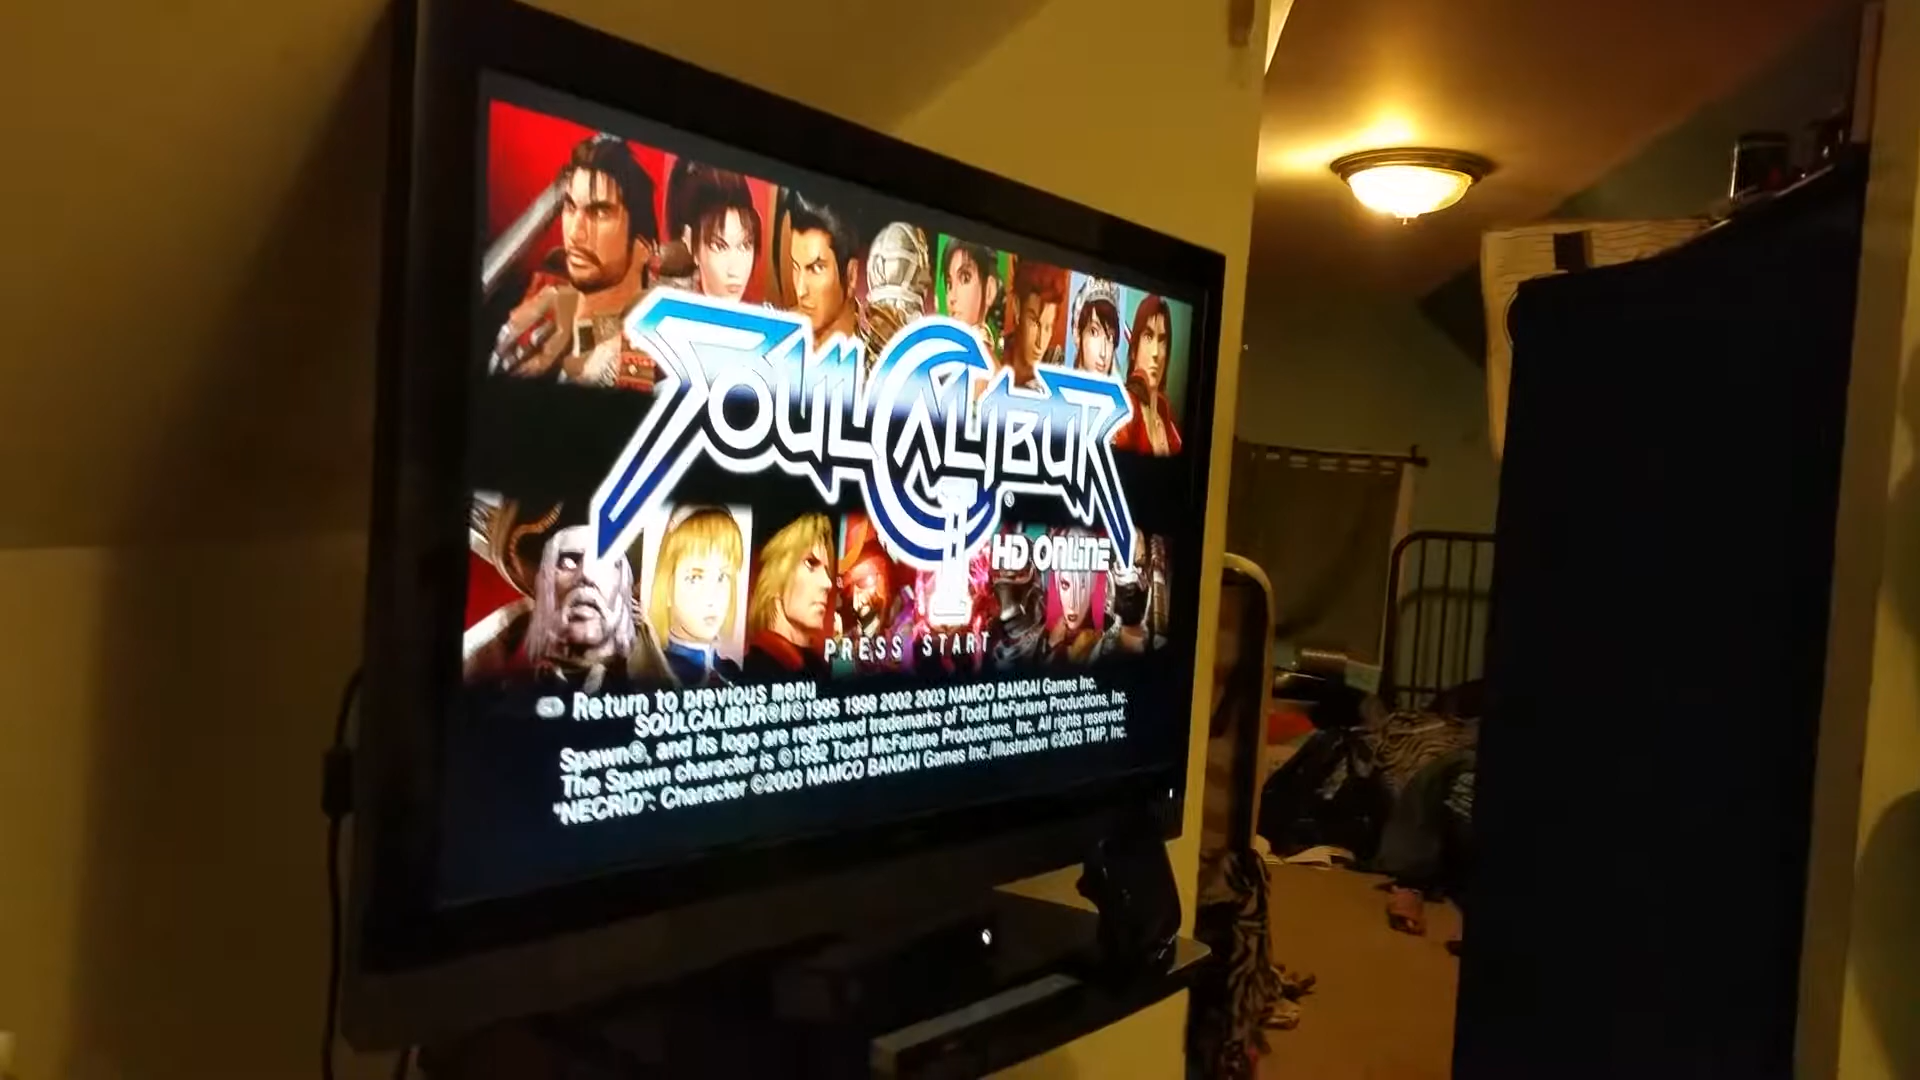 SOULCALIBUR®
II
HD ONLINE
PRESS START
Return to previous menu
SOULCALIBUR®II©1995 1998 2002 2003 NAMCO BANDAI Games Inc.
Spawn®, and its logo are registered trademarks of Todd McFarlane Productions, Inc.
The Spawn character is ©1992 Todd McFarlane Productions, Inc. All rights reserved.
"NECRID": Character ©2003 NAMCO BANDAI Games Inc./Illustration ©2003 TMP, Inc.